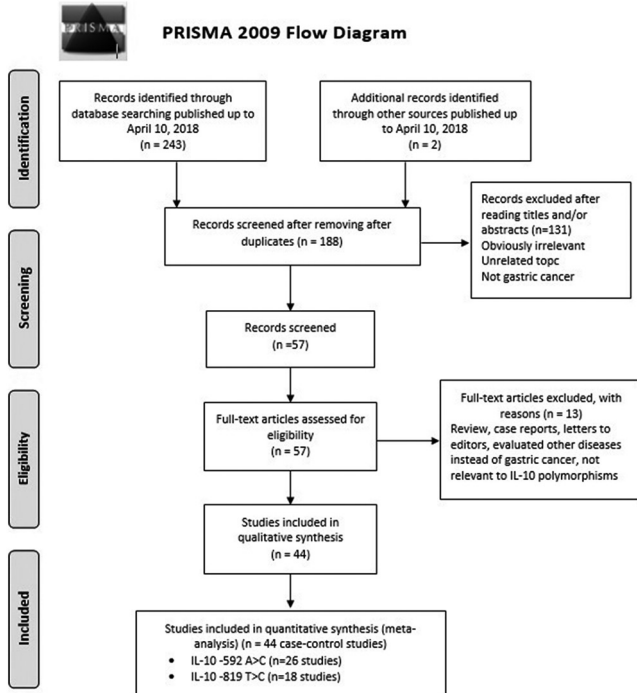 PRISMA
PRISMA 2009 Flow Diagram
Identification
Records identified through
database searching published up to
April 10, 2018
(n = 243)
Additional records identified
through other sources published up
to April 10, 2018
(n = 2)
Records screened after removing after
duplicates (n = 188)
Records excluded after
reading titles and/or
abstracts (n=131)
Obviously irrelevant
Unrelated topc
Not gastric cancer
Screening
Records screened
(n =57)
Eligibility
Full-text articles assessed for
eligibility
(n = 57)
Full-text articles excluded, with
reasons (n = 13)
Review, case reports, letters to
editors, evaluated other diseases
instead of gastric cancer, not
relevant to IL-10 polymorphisms
Studies included in
qualitative synthesis
(n = 44)
Included
Studies included in quantitative synthesis (meta-
analysis) (n = 44 case-control studies)
• IL-10 -592 A>C (n=26 studies)
• IL-10 -819 T>C (n=18 studies)